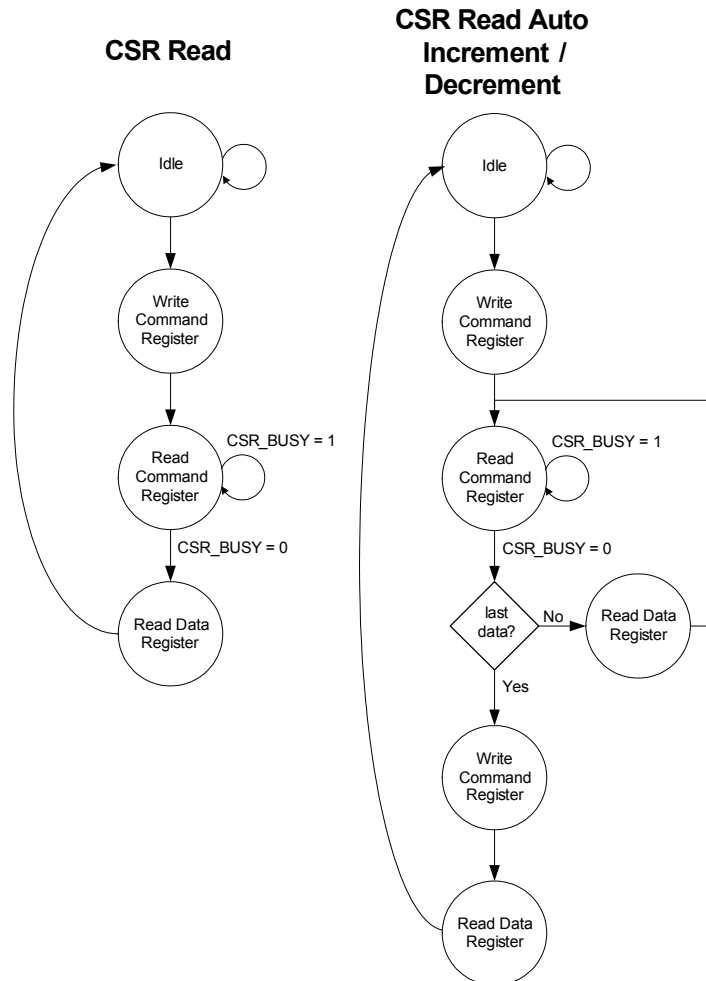 CSR Read
Idle
Write
Command
Register
Read
Command
Register
CSR_BUSY = 1
CSR_BUSY = 0
Read Data
Register
CSR Read Auto
Increment /
Decrement
Idle
Write
Command
Register
Read
Command
Register
CSR_BUSY = 1
CSR_BUSY = 0
last
data?
No
Read Data
Register
Yes
Write
Command
Register
Read Data
Register